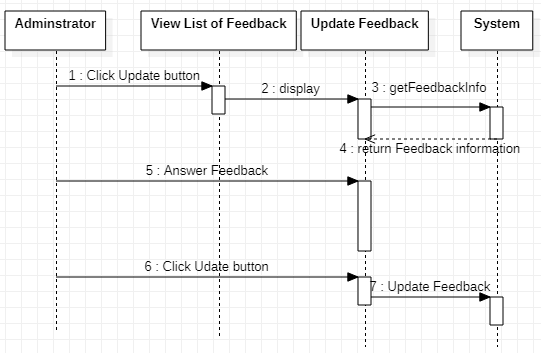 Adminstrator
View List of Feedback
Update Feedback
System
1 : Click Update button
2 : display
3 : getFeedbackInfo
4 : return Feedback information
5 : Answer Feedback
6 : Click Udate button
7 : Update Feedback